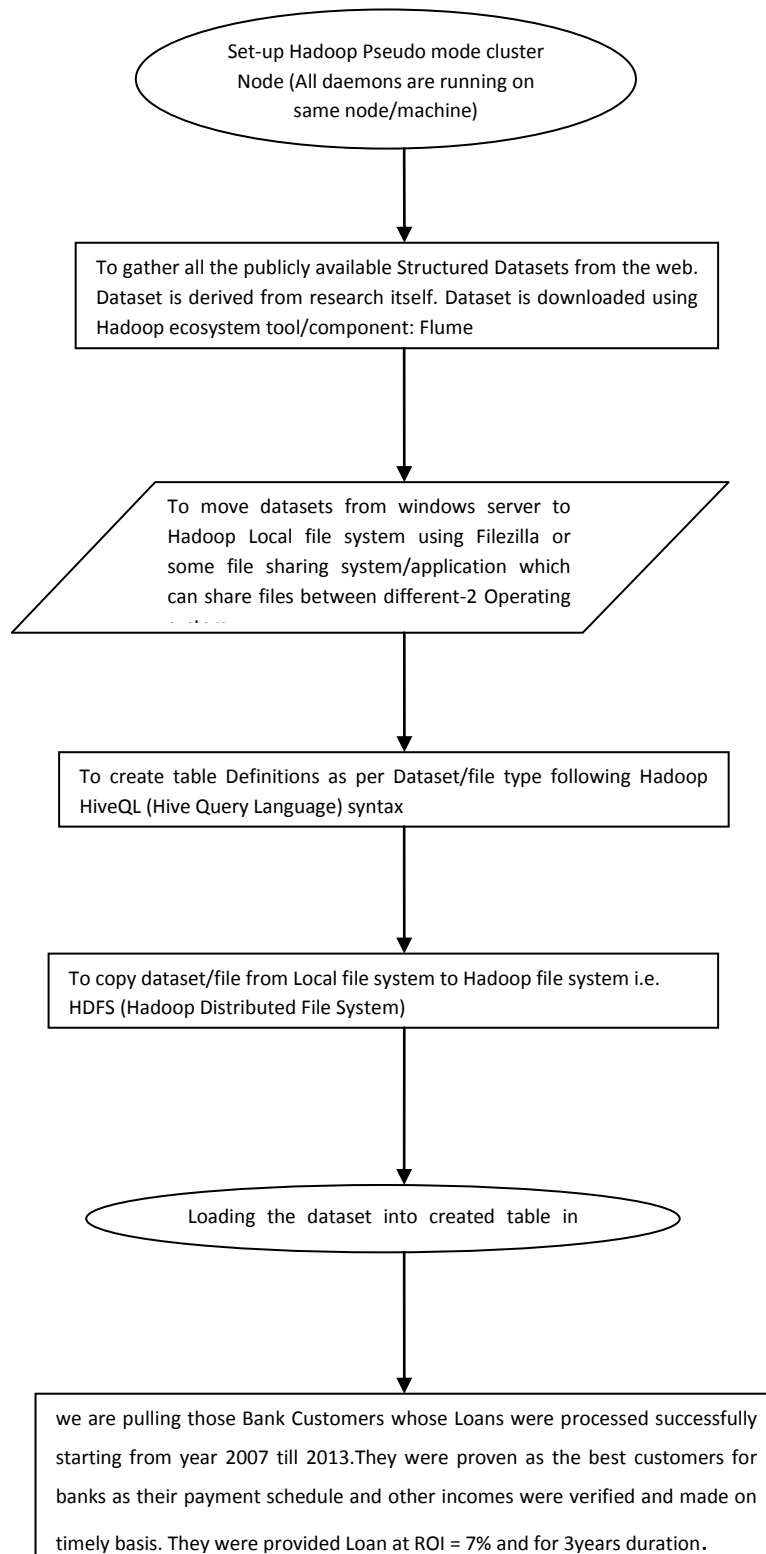 Set-up Hadoop Pseudo mode cluster
Node (All daemons are running on
same node/machine)
To gather all the publicly available Structured Datasets from the web.
Dataset is derived from research itself. Dataset is downloaded using
Hadoop ecosystem tool/component: Flume
To move datasets from windows server to
Hadoop Local file system using Filezilla or
some file sharing system/application which
can share files between different-2 Operating
To create table Definitions as per Dataset/file type following Hadoop
HiveQL (Hive Query Language) syntax
To copy dataset/file from Local file system to Hadoop file system i.e.
HDFS (Hadoop Distributed File System)
Loading the dataset into created table in
we are pulling those Bank Customers whose Loans were processed successfully
starting from year 2007 till 2013.They were proven as the best customers for
banks as their payment schedule and other incomes were verified and made on
timely basis. They were provided Loan at ROI = 7% and for 3years duration.